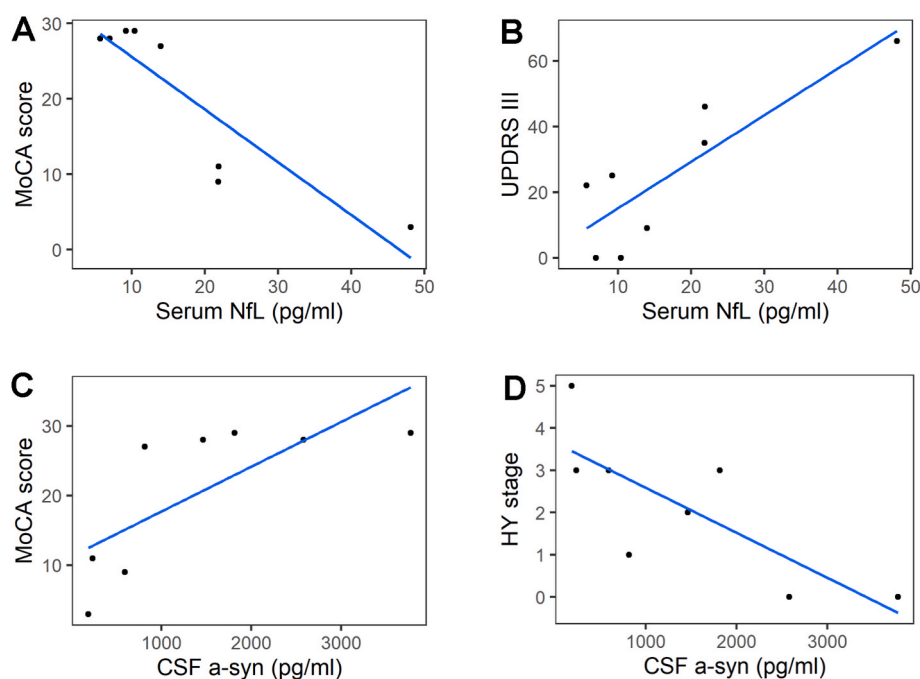 A
MoCA score
30
20
10
0
10 20 30 40 50
Serum NfL (pg/ml)
B
UPDRS III
60
40
20
0
10 20 30 40 50
Serum NfL (pg/ml)
C
MoCA score
30
20
10
1000 2000 3000
CSF a-syn (pg/ml)
D
HY stage
5
4
3
2
1
0
1000 2000 3000
CSF a-syn (pg/ml)